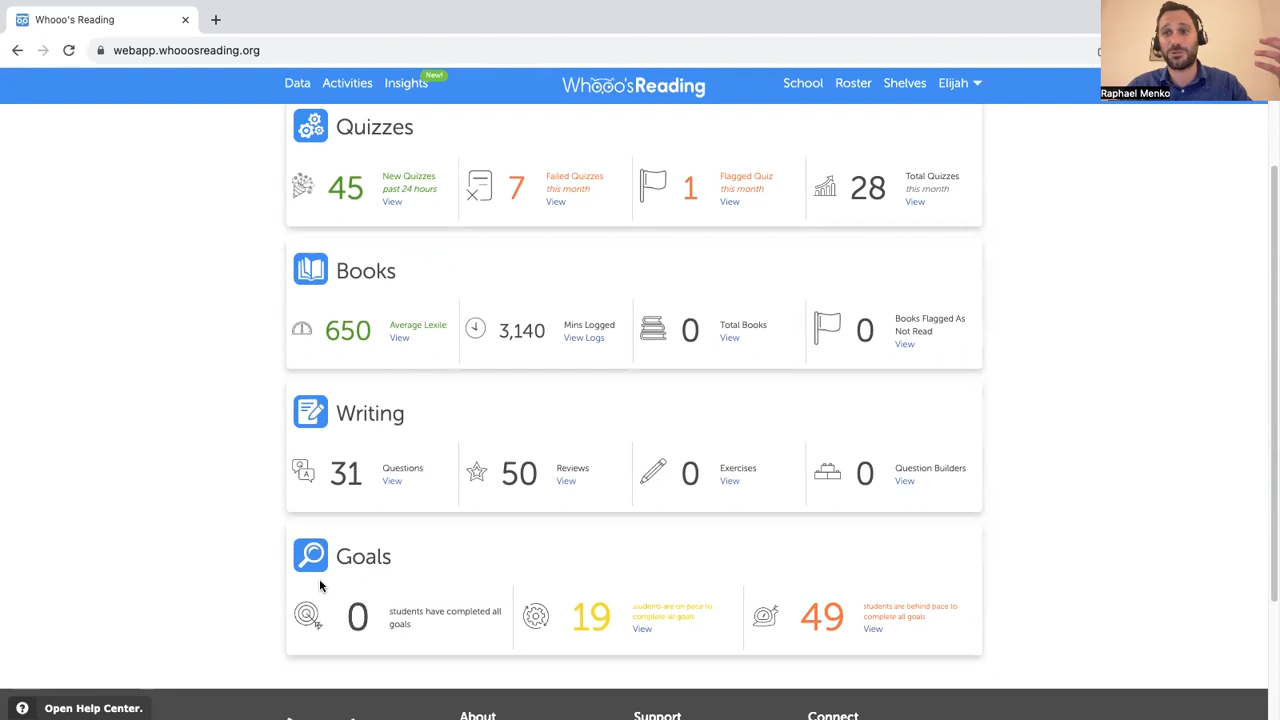 Whooo's Reading
webapp.whooosreading.org
Raphael Menko
Data Activities Insights New! Whooo'sReading School Roster Shelves Elijah
Quizzes
45 New Quizzes past 24 hours View
7 Failed Quizzes this month View
1 Flagged Quiz this month View
28 Total Quizzes this month View
Books
650 Average Lexile View
3,140 Mins Logged View Logs
0 Total Books View
0 Books Flagged As Not Read View
Writing
31 Questions View
50 Reviews View
0 Exercises View
0 Question Builders View
Goals
0 students have completed all goals
19 students are on pace to complete all goals View
49 students are behind pace to complete all goals View
? Open Help Center.
About Support Connect